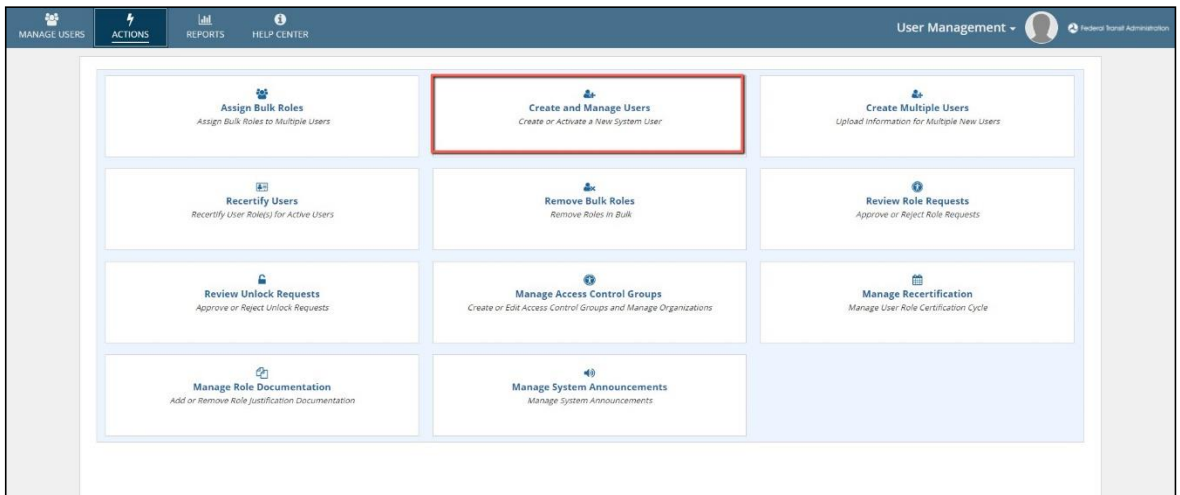 MANAGE USERS
ACTIONS
REPORTS
HELP CENTER
User Management
Federal Transit Administration
Assign Bulk Roles
Assign Bulk Roles to Multiple Users
Create and Manage Users
Create or Activate a New System User
Create Multiple Users
Upload Information for Multiple New Users
Recertify Users
Recertify User Role(s) for Active Users
Remove Bulk Roles
Remove Roles in Bulk
Review Role Requests
Approve or Reject Role Requests
Review Unlock Requests
Approve or Reject Unlock Requests
Manage Access Control Groups
Create or Edit Access Control Groups and Manage Organizations
Manage Recertification
Manage User Role Certification Cycle
Manage Role Documentation
Add or Remove Role Justification Documentation
Manage System Announcements
Manage System Announcements